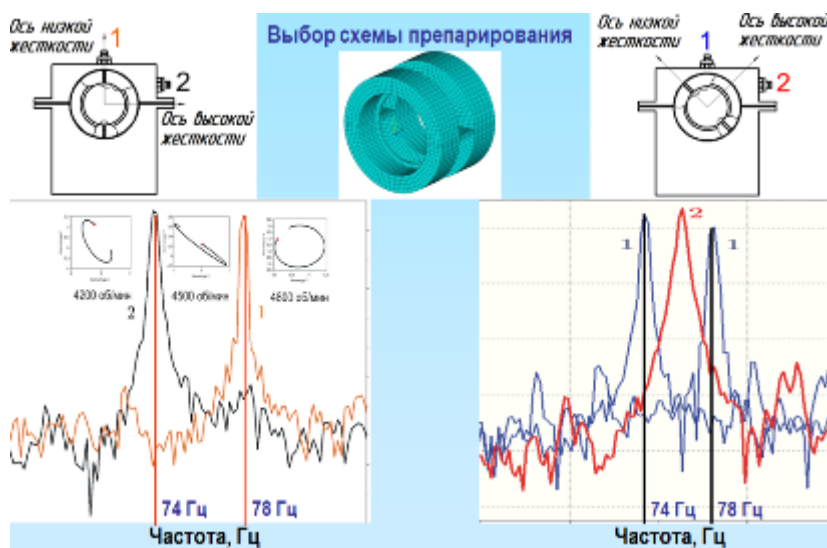 Выбор схемы препарирования
Ось низкой
жесткости
1
2
Ось высокой
жесткости
Ось низкой
жесткости
1
Ось высокой
жесткости
2
4200 об/мин
4500 об/мин
4800 об/мин
2
1
74 Гц
78 Гц
Частота, Гц
1
2
1
74 Гц
78 Гц
Частота, Гц